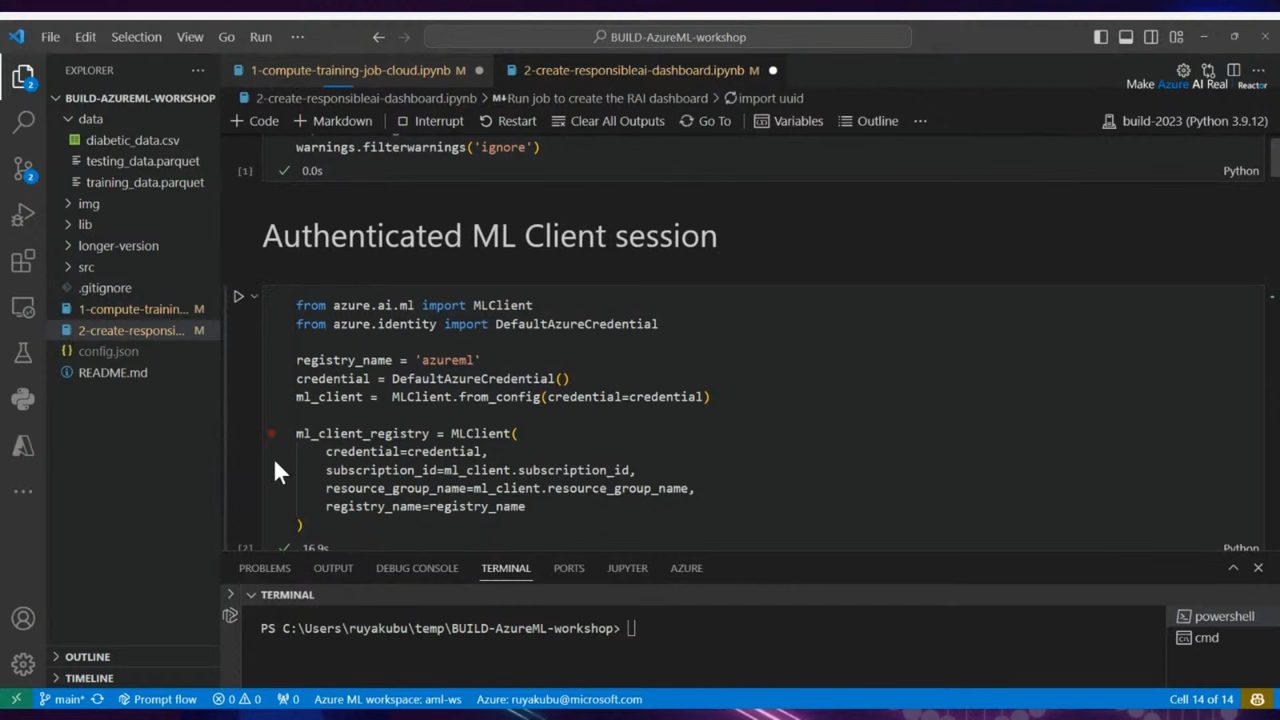 File Edit Selection View Go Run ··· BUILD-AzureML-workshop
EXPLORER ···
1-compute-training-job-cloud.ipynb M
2-create-responsibleai-dashboard.ipynb M
Make Azure AI Real Reactor
BUILD-AZUREML-WORKSHOP
2-create-responsibleai-dashboard.ipynb > M↓Run job to create the RAI dashboard > import uuid
+ Code + Markdown Interrupt Restart Clear All Outputs Go To Variables Outline ··· build-2023 (Python 3.9.12)
data
diabetic_data.csv
testing_data.parquet
training_data.parquet
img
lib
longer-version
src
.gitignore
1-compute-trainin... M
2-create-responsi... M
config.json
README.md
OUTLINE
TIMELINE
2
2
warnings.filterwarnings('ignore')
[1] 0.0s Python
Authenticated ML Client session
from azure.ai.ml import MLClient
from azure.identity import DefaultAzureCredential
registry_name = 'azureml'
credential = DefaultAzureCredential()
ml_client =  MLClient.from_config(credential=credential)
ml_client_registry = MLClient(
credential=credential,
subscription_id=ml_client.subscription_id,
resource_group_name=ml_client.resource_group_name,
registry_name=registry_name
)
[2] 16.9s Python
PROBLEMS OUTPUT DEBUG CONSOLE TERMINAL PORTS JUPYTER AZURE
TERMINAL
PS C:\Users\ruyakubu\temp\BUILD-AzureML-workshop>
powershell
cmd
main* Prompt flow 0 0 0 Azure ML workspace: aml-ws Azure: ruyakubu@microsoft.com Cell 14 of 14